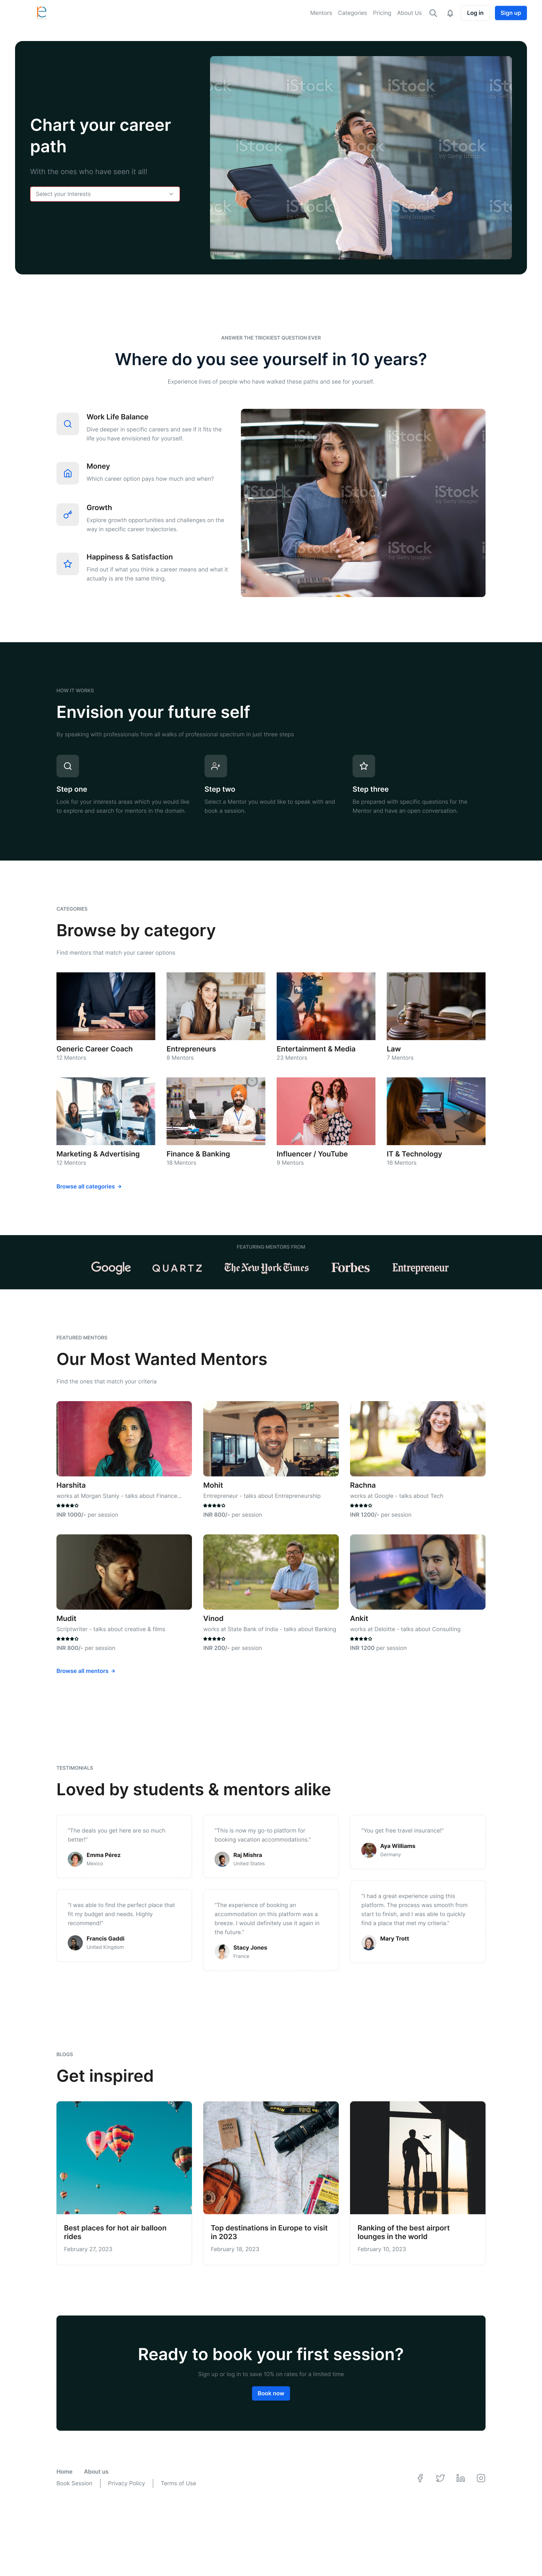 Mentors Categories Pricing About Us Log in Sign up
Chart your career
path
With the ones who have seen it all!
Select your Interests
iStock
by Getty Images
ANSWER THE TRICKIEST QUESTION EVER
Where do you see yourself in 10 years?
Experience lives of people who have walked these paths and see for yourself.
Work Life Balance
Dive deeper in specific careers and see if it fits the
life you have envisioned for yourself.
Money
Which career option pays how much and when?
Growth
Explore growth opportunities and challenges on the
way in specific career trajectories.
Happiness & Satisfaction
Find out if what you think a career means and what it
actually is are the same thing.
iStock
by Getty Images
HOW IT WORKS
Envision your future self
By speaking with professionals from all walks of professional spectrum in just three steps
Step one
Look for your interests areas which you would like
to explore and search for mentors in the domain.
Step two
Select a Mentor you would like to speak with and
book a session.
Step three
Be prepared with specific questions for the
Mentor and have an open conversation.
CATEGORIES
Browse by category
Find mentors that match your career options
Generic Career Coach
12 Mentors
Entrepreneurs
8 Mentors
Entertainment & Media
23 Mentors
Law
7 Mentors
Marketing & Advertising
12 Mentors
Finance & Banking
18 Mentors
Influencer / YouTube
9 Mentors
IT & Technology
16 Mentors
Browse all categories →
FEATURING MENTORS FROM
Google QUARTZ The New York Times Forbes Entrepreneur
FEATURED MENTORS
Our Most Wanted Mentors
Find the ones that match your criteria
Harshita
works at Morgan Stanly - talks about Finance...
INR 1000/- per session
Mohit
Entrepreneur - talks about Entrepreneurship
INR 800/- per session
Rachna
works at Google - talks about Tech
INR 1200/- per session
Mudit
Scriptwriter - talks about creative & films
INR 800/- per session
Vinod
works at State Bank of India - talks about Banking
INR 200/- per session
Ankit
works at Deloitte - talks about Consulting
INR 1200 per session
Browse all mentors →
TESTIMONIALS
Loved by students & mentors alike
"The deals you get here are so much
better!"
Emma Pérez
Mexico
"I was able to find the perfect place that
fit my budget and needs. Highly
recommend!"
Francis Gaddi
United Kingdom
"This is now my go-to platform for
booking vacation accommodations."
Raj Mishra
United States
"The experience of booking an
accommodation on this platform was a
breeze. I would definitely use it again in
the future."
Stacy Jones
France
"You get free travel insurance!"
Aya Williams
Germany
"I had a great experience using this
platform. The process was smooth from
start to finish, and I was able to quickly
find a place that met my criteria."
Mary Trott
BLOGS
Get inspired
Best places for hot air balloon
rides
February 27, 2023
Top destinations in Europe to visit
in 2023
February 18, 2023
Ranking of the best airport
lounges in the world
February 10, 2023
Ready to book your first session?
Sign up or log in to save 10% on rates for a limited time
Book now
Home About us
Book Session Privacy Policy Terms of Use